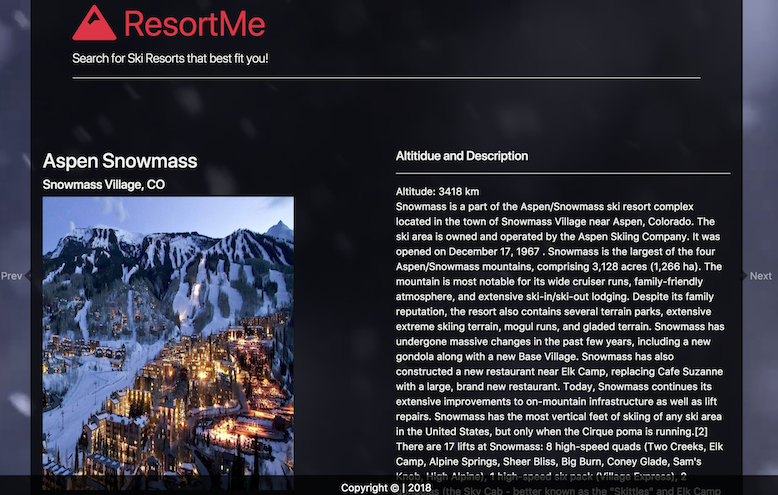 ResortMe
Search for Ski Resorts that best fit you!
Aspen Snowmass
Snowmass Village, CO
Prev
Altitidue and Description
Altitude: 3418 km
Snowmass is a part of the Aspen/Snowmass ski resort complex
located in the town of Snowmass Village near Aspen, Colorado. The
ski area is owned and operated by the Aspen Skiing Company. It was
opened on December 17, 1967 . Snowmass is the largest of the four
Aspen/Snowmass mountains, comprising 3,128 acres (1,266 ha). The
mountain is most notable for its wide cruiser runs, family-friendly
atmosphere, and extensive ski-in/ski-out lodging. Despite its family
reputation, the resort also contains several terrain parks, extensive
extreme skiing terrain, mogul runs, and gladed terrain. Snowmass has
undergone massive changes in the past few years, including a new
gondola along with a new Base Village. Snowmass has also
constructed a new restaurant near Elk Camp, replacing Cafe Suzanne
with a large, brand new restaurant. Today, Snowmass continues its
extensive improvements to on-mountain infrastructure as well as lift
repairs. Snowmass has the most vertical feet of skiing of any ski area
in the United States, but only when the Cirque poma is running.[2]
There are 17 lifts at Snowmass: 8 high-speed quads (Two Creeks, Elk
Camp, Alpine Springs, Sheer Bliss, Big Burn, Coney Glade, Sam's
Knob, High Alpine), 1 high-speed six pack (Village Express), 2
(the Sky Cab - better known as the "Skittles" and Elk Camp
Next
Copyright © | 2018